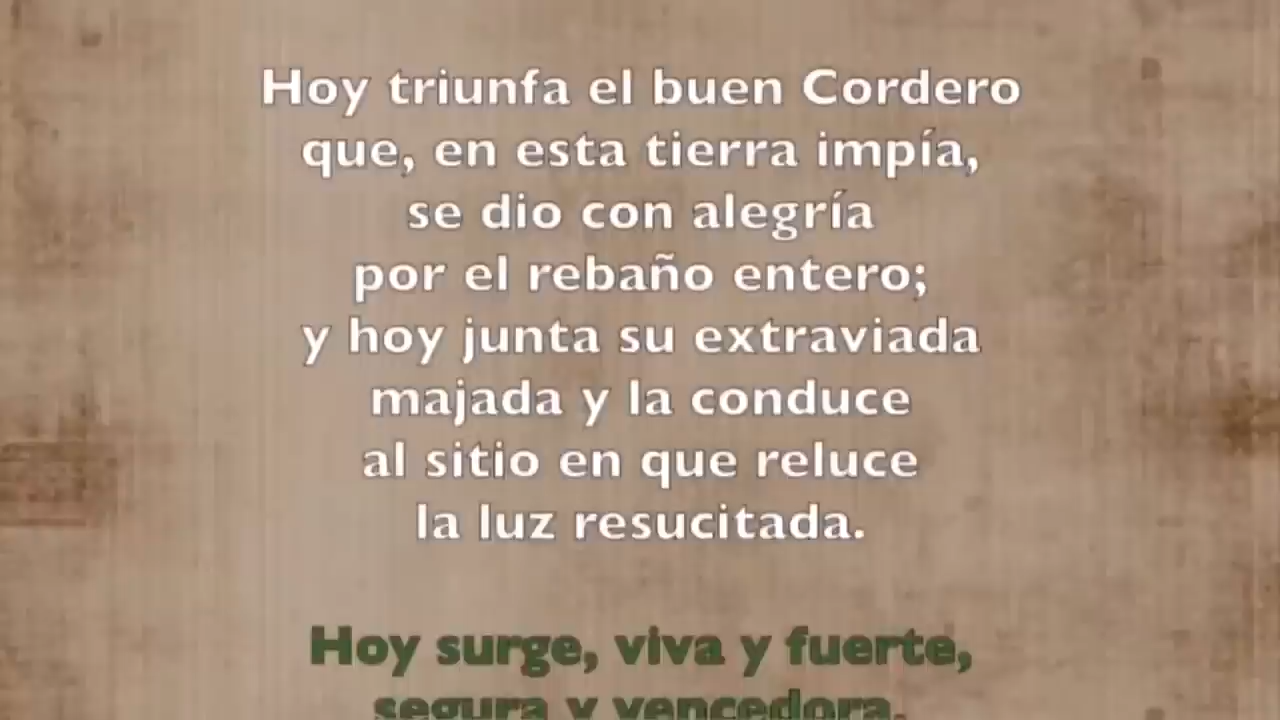 Hoy triunfa el buen Cordero
que, en esta tierra impía,
se dio con alegría
por el rebaño entero;
y hoy junta su extraviada
majada y la conduce
al sitio en que reluce
la luz resucitada.
Hoy surge, viva y fuerte,
segura y vencedora,